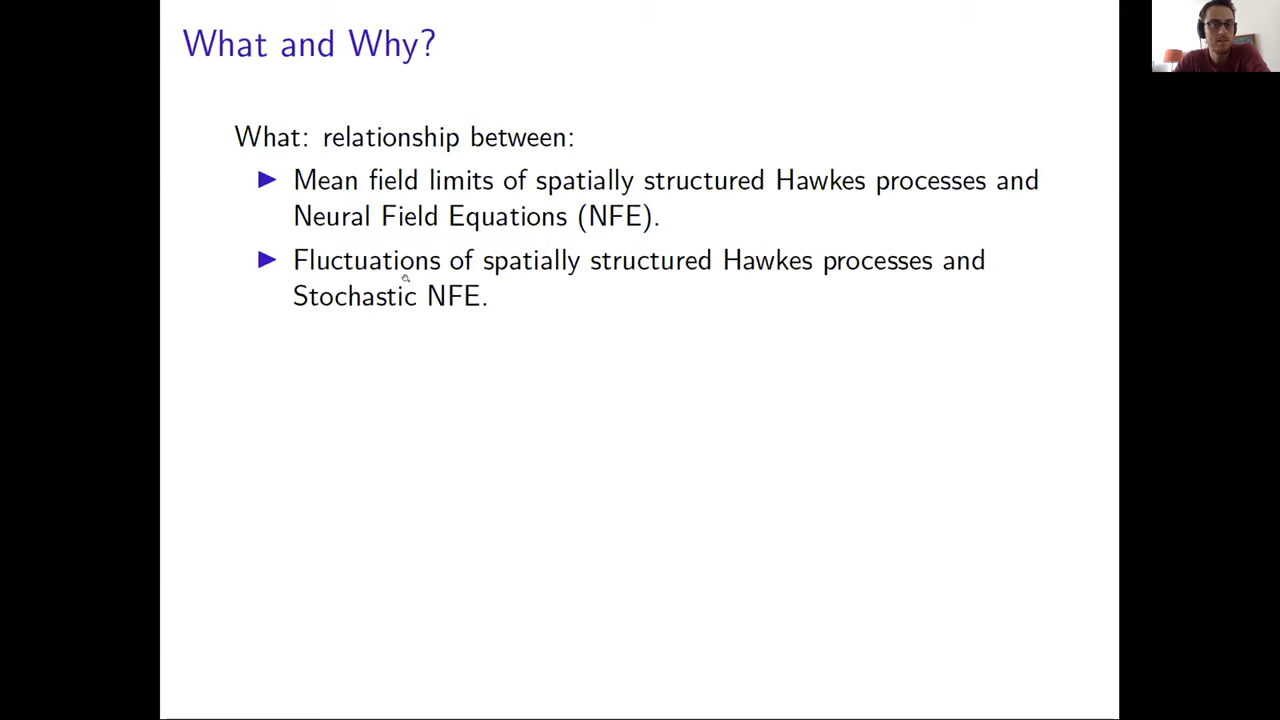 What and Why?
What: relationship between:
Mean field limits of spatially structured Hawkes processes and
Neural Field Equations (NFE).
Fluctuations of spatially structured Hawkes processes and
Stochastic NFE.